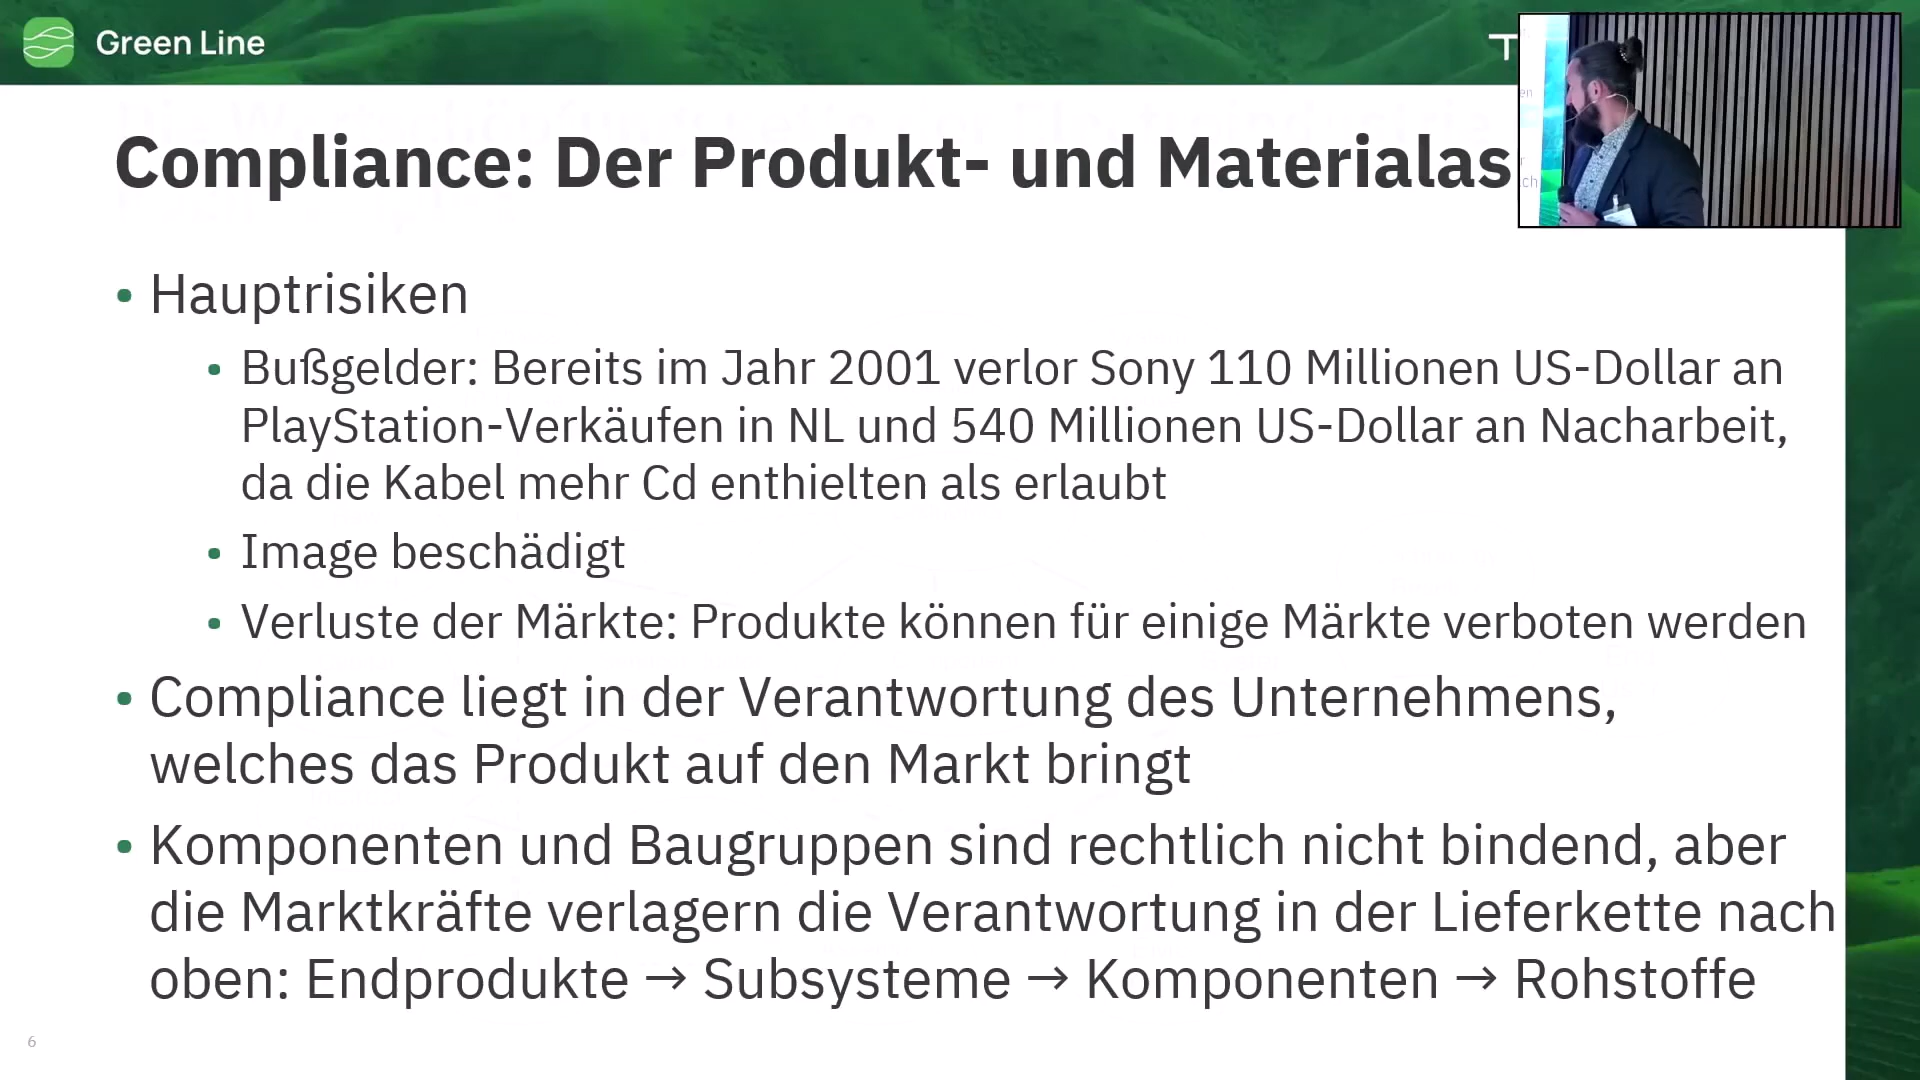 Green Line
Compliance: Der Produkt- und Materialas
• Hauptrisiken
• Bußgelder: Bereits im Jahr 2001 verlor Sony 110 Millionen US-Dollar an
PlayStation-Verkäufen in NL und 540 Millionen US-Dollar an Nacharbeit,
da die Kabel mehr Cd enthielten als erlaubt
• Image beschädigt
• Verluste der Märkte: Produkte können für einige Märkte verboten werden
• Compliance liegt in der Verantwortung des Unternehmens,
welches das Produkt auf den Markt bringt
• Komponenten und Baugruppen sind rechtlich nicht bindend, aber
die Marktkräfte verlagern die Verantwortung in der Lieferkette nach
oben: Endprodukte → Subsysteme → Komponenten → Rohstoffe
6